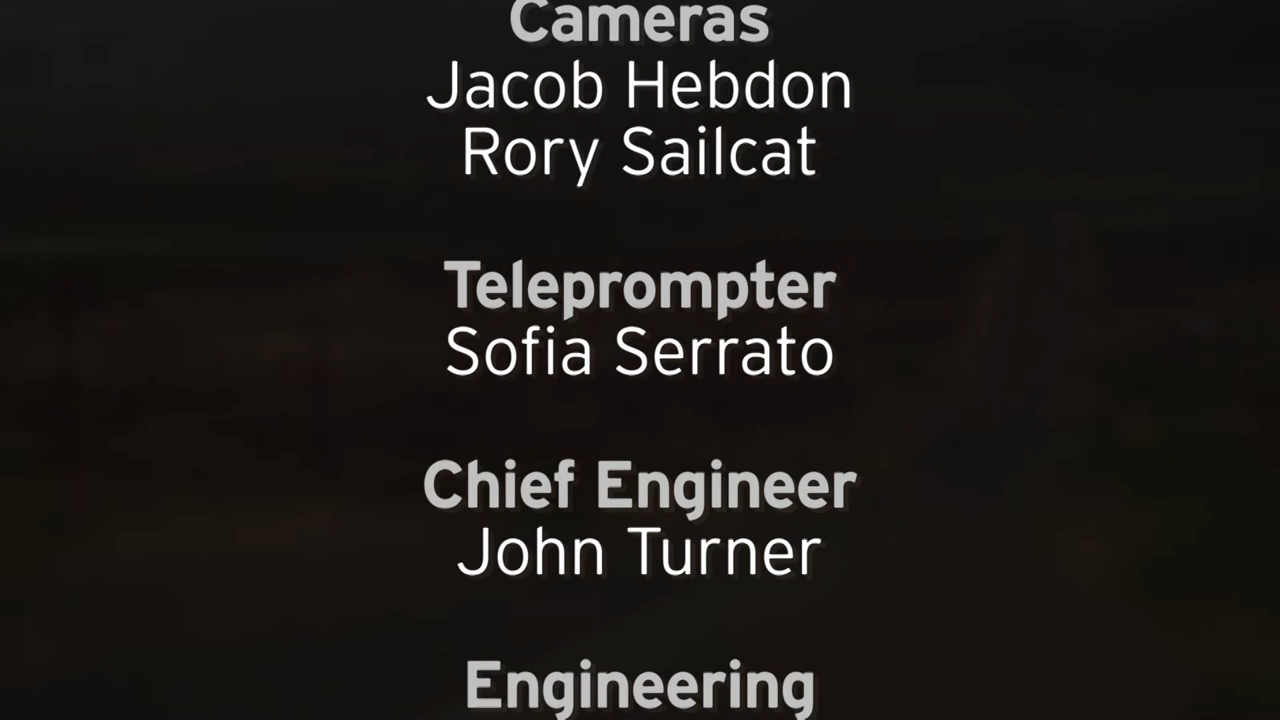 Cameras
Jacob Hebdon
Rory Sailcat
Teleprompter
Sofia Serrato
Chief Engineer
John Turner
Engineering